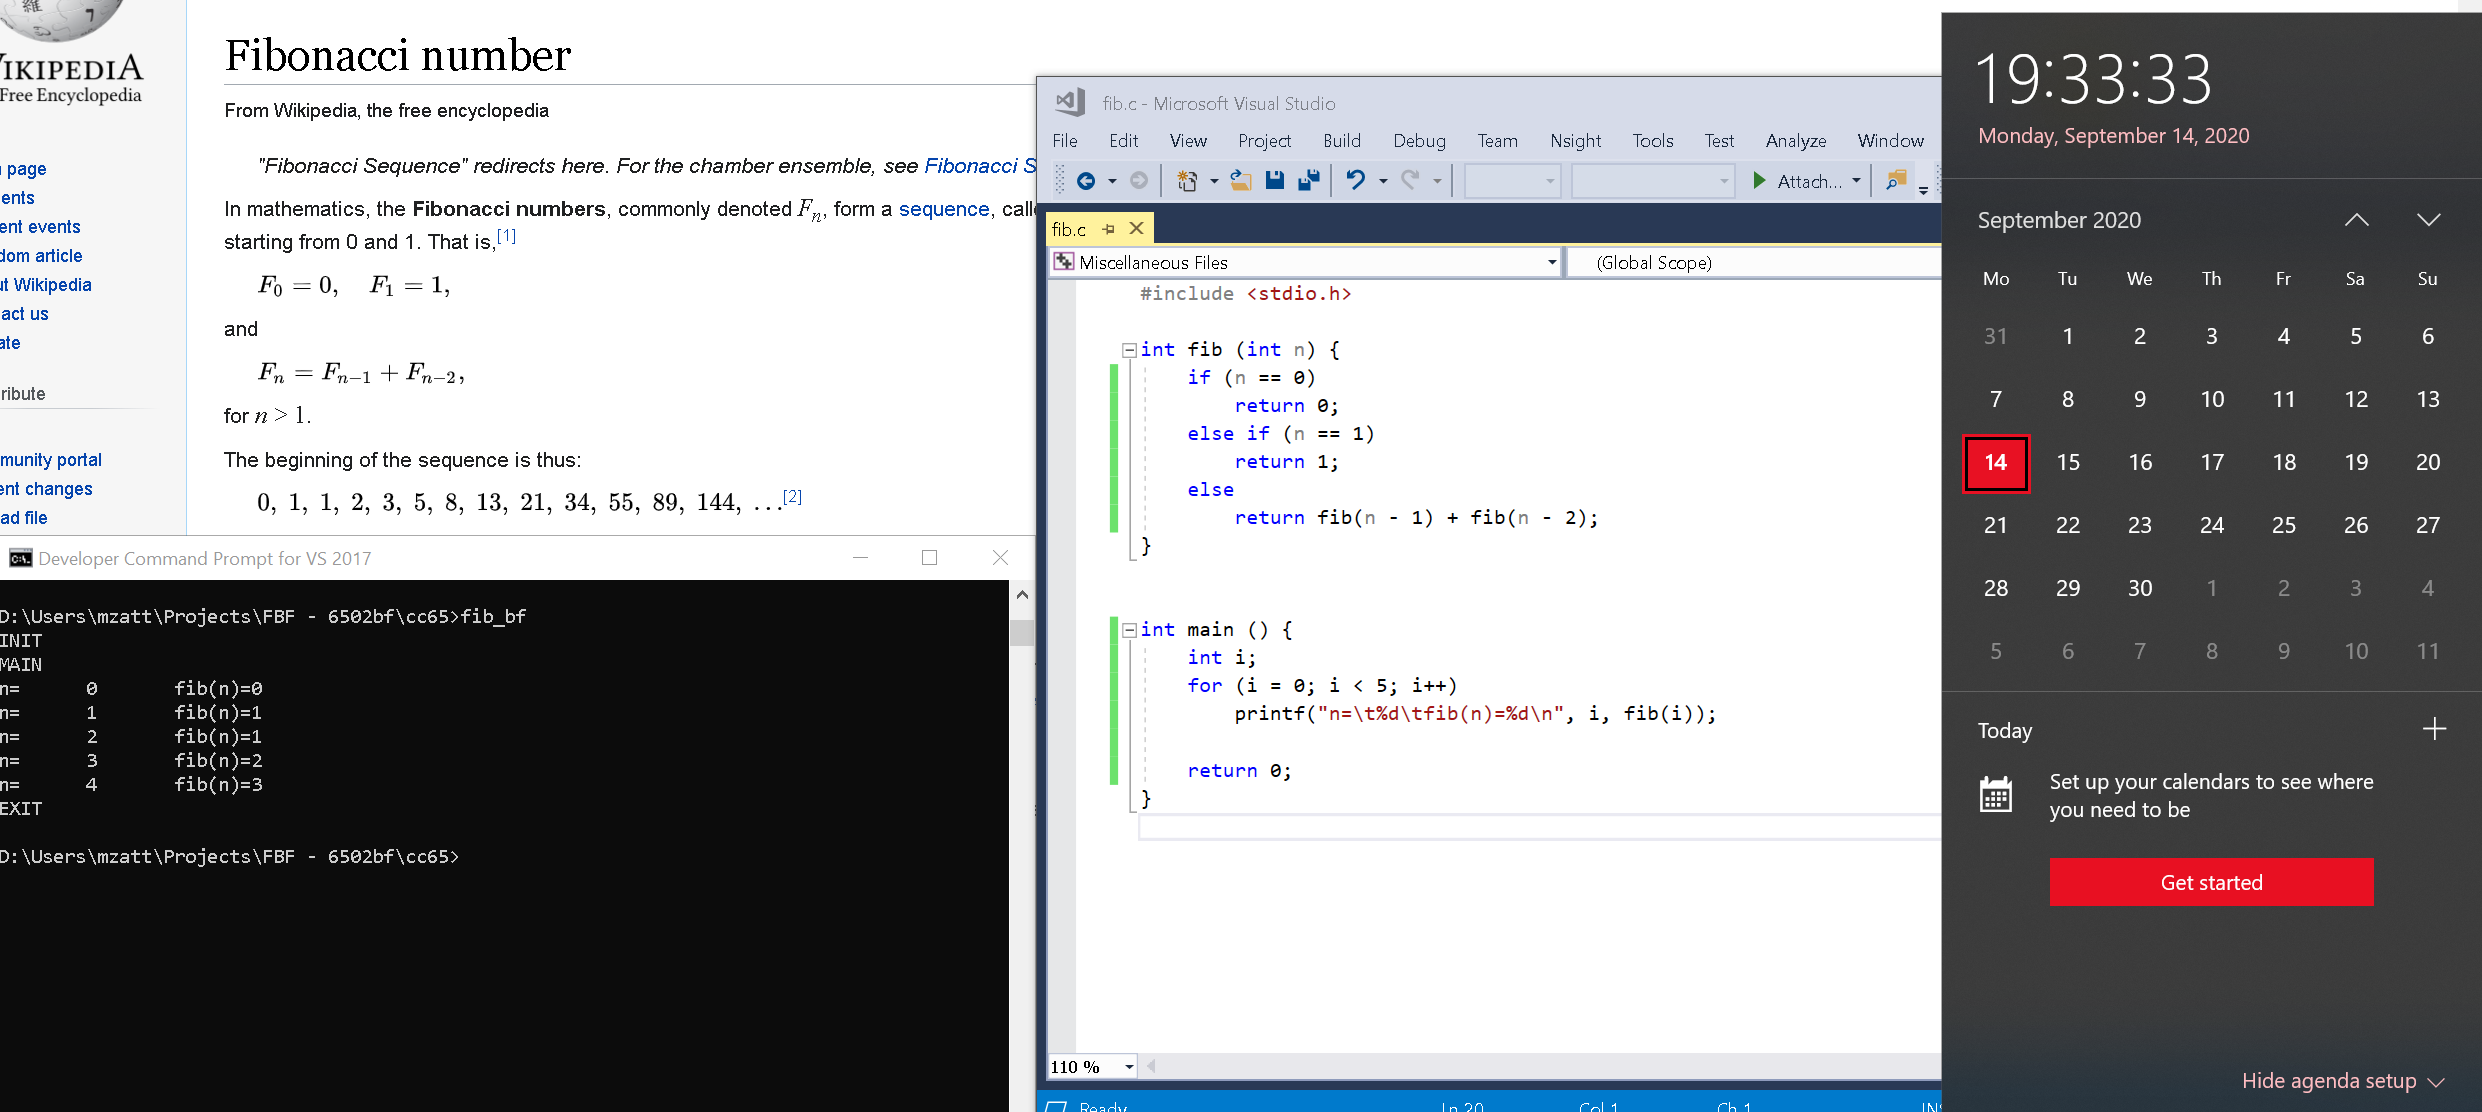 Fibonacci number
From Wikipedia, the free encyclopedia
"Fibonacci Sequence" redirects here. For the chamber ensemble, see Fibonacci S
In mathematics, the Fibonacci numbers, commonly denoted Fn, form a sequence, call
starting from 0 and 1. That is,[1]
F0 = 0, F1 = 1,
and
Fn = Fn−1 + Fn−2,
for n > 1.
The beginning of the sequence is thus:
0, 1, 1, 2, 3, 5, 8, 13, 21, 34, 55, 89, 144, …[2]
IKIPEDIA
Free Encyclopedia
page
ents
ent events
dom article
ut Wikipedia
act us
ate
ribute
munity portal
ent changes
ad file
Developer Command Prompt for VS 2017
D:\Users\mzatt\Projects\FBF - 6502bf\cc65>fib_bf
INIT
MAIN
n= 0 fib(n)=0
n= 1 fib(n)=1
n= 2 fib(n)=1
n= 3 fib(n)=2
n= 4 fib(n)=3
EXIT
D:\Users\mzatt\Projects\FBF - 6502bf\cc65>
fib.c - Microsoft Visual Studio
File Edit View Project Build Debug Team Nsight Tools Test Analyze Window
Attach...
fib.c
Miscellaneous Files (Global Scope)
#include <stdio.h>
int fib (int n) {
if (n == 0)
return 0;
else if (n == 1)
return 1;
else
return fib(n - 1) + fib(n - 2);
}
int main () {
int i;
for (i = 0; i < 5; i++)
printf("n=\t%d\tfib(n)=%d\n", i, fib(i));
return 0;
}
110 %
Ready Ln 20 Col 1 Ch 1 INS
19:33:33
Monday, September 14, 2020
September 2020
Mo Tu We Th Fr Sa Su
31 1 2 3 4 5 6
7 8 9 10 11 12 13
14 15 16 17 18 19 20
21 22 23 24 25 26 27
28 29 30 1 2 3 4
5 6 7 8 9 10 11
Today
Set up your calendars to see where
you need to be
Get started
Hide agenda setup